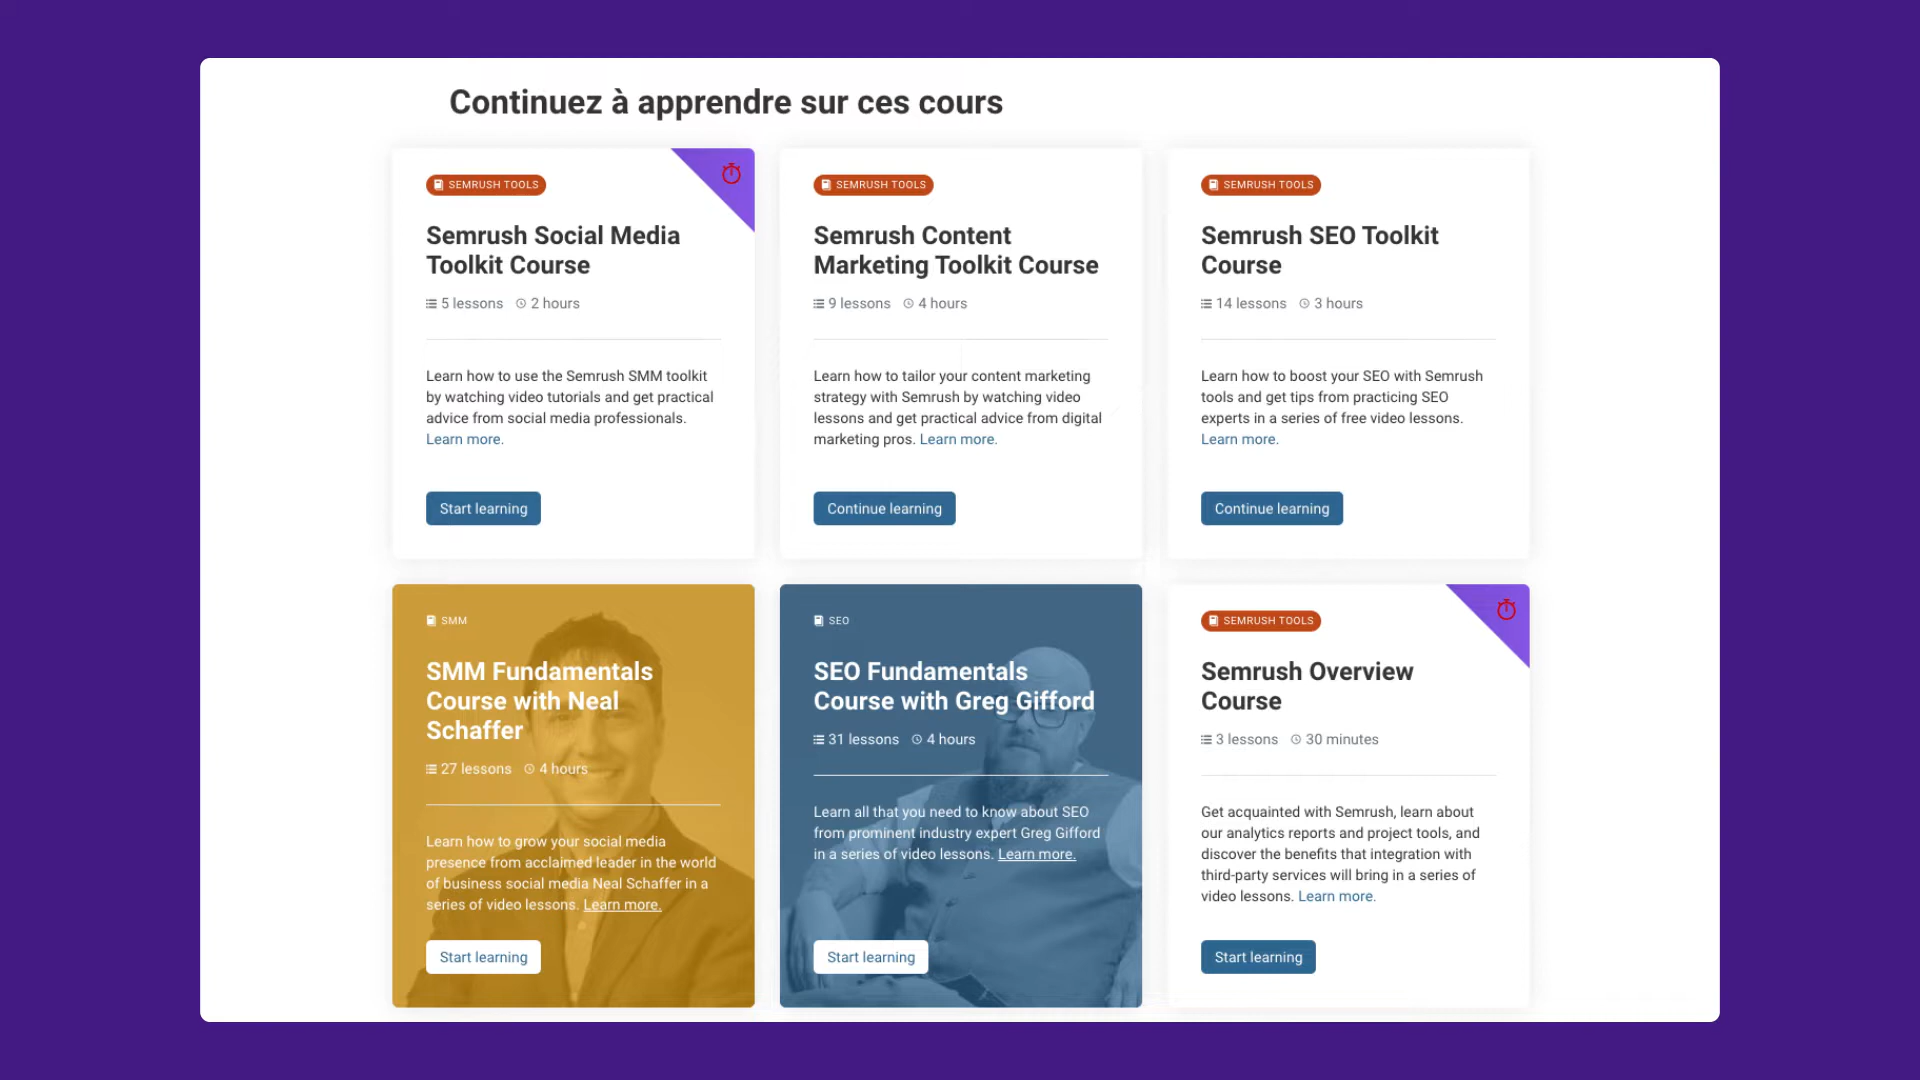 Continuez à apprendre sur ces cours
SEMRUSH TOOLS
Semrush Social Media
Toolkit Course
5 lessons 2 hours
Learn how to use the Semrush SMM toolkit
by watching video tutorials and get practical
advice from social media professionals.
Learn more.
Start learning
SEMRUSH TOOLS
Semrush Content
Marketing Toolkit Course
9 lessons 4 hours
Learn how to tailor your content marketing
strategy with Semrush by watching video
lessons and get practical advice from digital
marketing pros. Learn more.
Continue learning
SEMRUSH TOOLS
Semrush SEO Toolkit
Course
14 lessons 3 hours
Learn how to boost your SEO with Semrush
tools and get tips from practicing SEO
experts in a series of free video lessons.
Learn more.
Continue learning
SMM
SMM Fundamentals
Course with Neal
Schaffer
27 lessons 4 hours
Learn how to grow your social media
presence from acclaimed leader in the world
of business social media Neal Schaffer in a
series of video lessons. Learn more.
Start learning
SEO
SEO Fundamentals
Course with Greg Gifford
31 lessons 4 hours
Learn all that you need to know about SEO
from prominent industry expert Greg Gifford
in a series of video lessons. Learn more.
Start learning
SEMRUSH TOOLS
Semrush Overview
Course
3 lessons 30 minutes
Get acquainted with Semrush, learn about
our analytics reports and project tools, and
discover the benefits that integration with
third-party services will bring in a series of
video lessons. Learn more.
Start learning